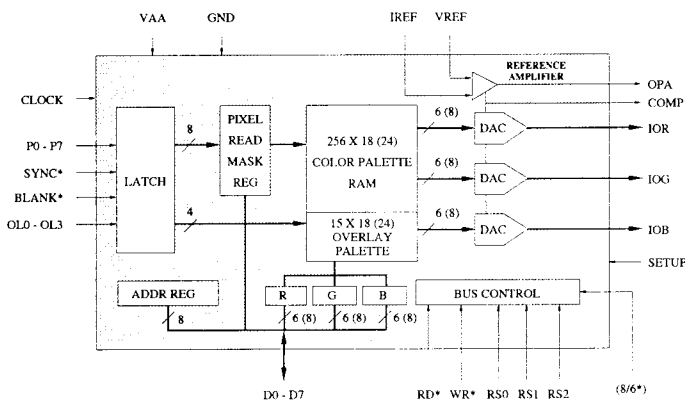 VAA GND IREF VREF
REFERENCE
AMPLIFIER
OPA
CLOCK
COMP
6 (8)
8
PIXEL
READ
MASK
REG
256 X 18 (24)
COLOR PALETTE
RAM
DAC
IOR
P0 - P7
SYNC*
LATCH
6 (8)
DAC
IOG
BLANK*
4
15 X 18 (24)
OVERLAY
PALETTE
6 (8)
DAC
IOB
OL0 - OL3
SETUP
ADDR REG
R G B
BUS CONTROL
8
6 (8) 6 (8) 6 (8)
D0 - D7
RD* WR* RS0 RS1 RS2
(8/6*)